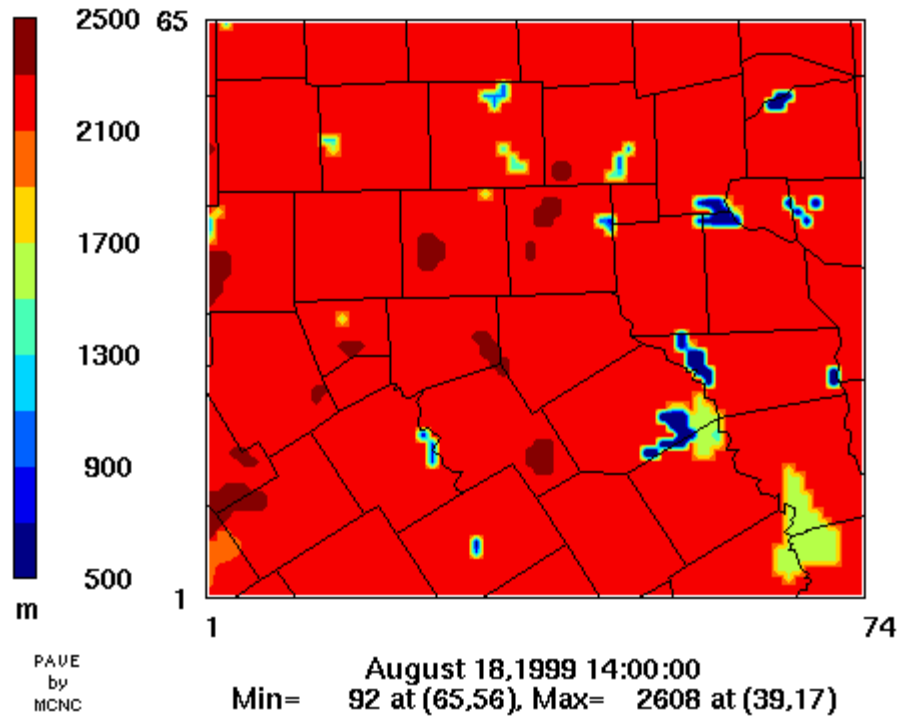 2500
2100
1700
1300
900
500
m
65
1
1
74
PAVE
by
MCNC
August 18,1999 14:00:00
Min= 92 at (65,56), Max= 2608 at (39,17)